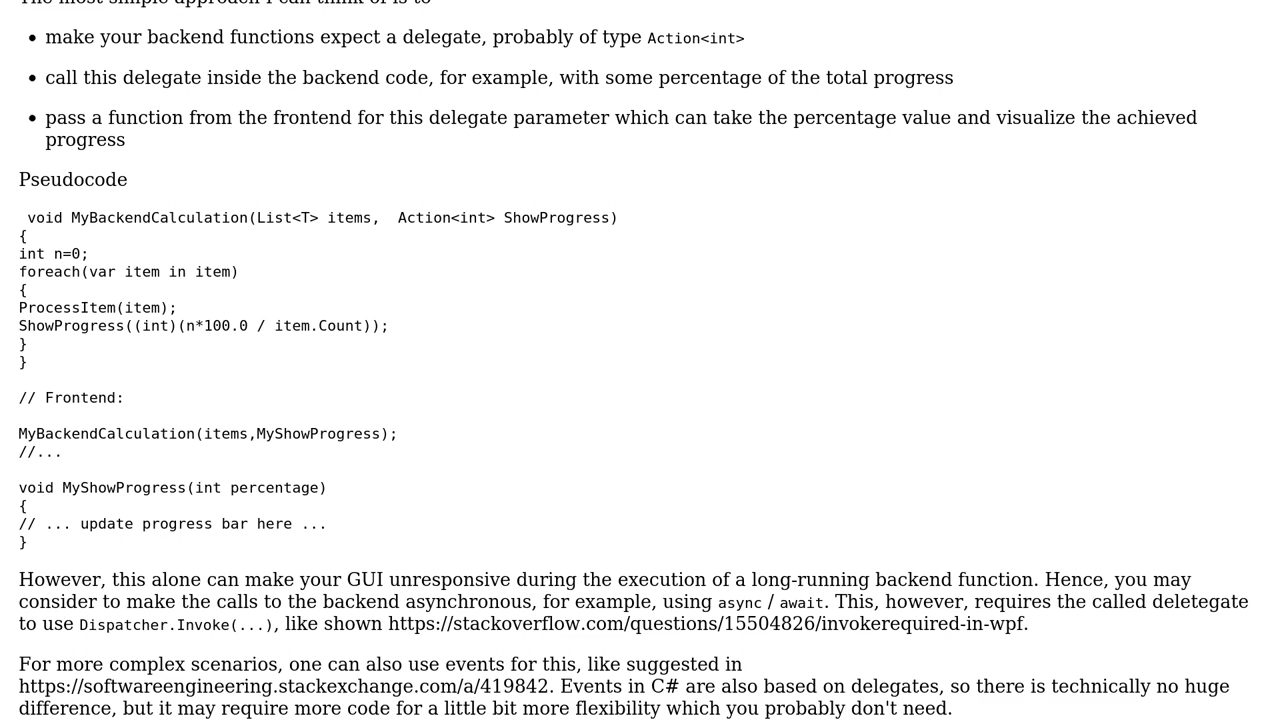 The most simple approach I can think of is to
make your backend functions expect a delegate, probably of type Action<int>
call this delegate inside the backend code, for example, with some percentage of the total progress
pass a function from the frontend for this delegate parameter which can take the percentage value and visualize the achieved
progress
Pseudocode
void MyBackendCalculation(List<T> items,  Action<int> ShowProgress)
{
int n=0;
foreach(var item in item)
{
ProcessItem(item);
ShowProgress((int)(n*100.0 / item.Count));
}
}
// Frontend:
MyBackendCalculation(items,MyShowProgress);
//...
void MyShowProgress(int percentage)
{
// ... update progress bar here ...
}
However, this alone can make your GUI unresponsive during the execution of a long-running backend function. Hence, you may
consider to make the calls to the backend asynchronous, for example, using async / await. This, however, requires the called deletegate
to use Dispatcher.Invoke(...), like shown https://stackoverflow.com/questions/15504826/invokerequired-in-wpf.
For more complex scenarios, one can also use events for this, like suggested in
https://softwareengineering.stackexchange.com/a/419842. Events in C# are also based on delegates, so there is technically no huge
difference, but it may require more code for a little bit more flexibility which you probably don't need.